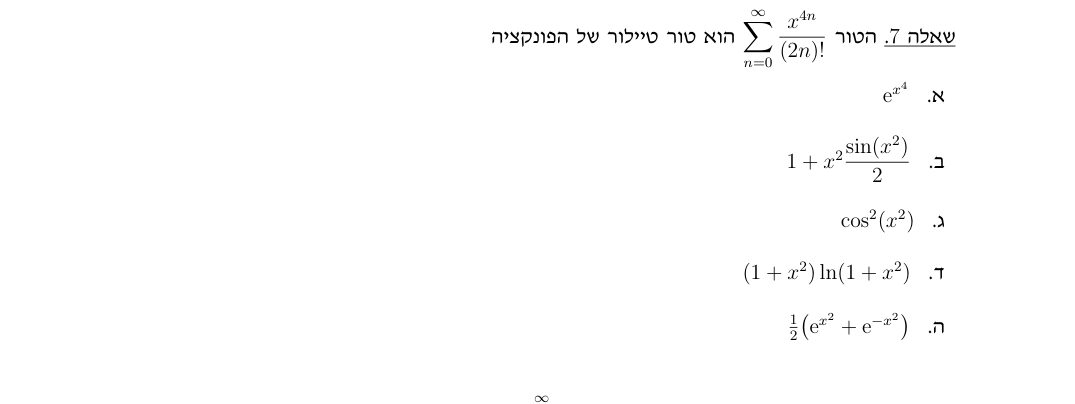 שאלה 7. הטור $\sum_{n=0}^{\infty} \frac{x^{4n}}{(2n)!}$ הוא טור טיילור של הפונקציה
א. $e^{x^4}$
ב. $1 + x^2 \frac{\sin(x^2)}{2}$
ג. $\cos^2(x^2)$
ד. $(1 + x^2)\ln(1 + x^2)$
ה. $\frac{1}{2}\left(e^{x^2} + e^{-x^2}\right)$
∞